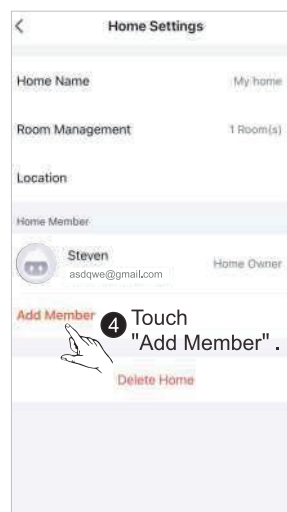 < Home Settings
Home Name My home
Room Management 1 Room(s)
Location
Home Member
Steven
asdqwe@gmail.com
Home Owner
Add Member
4 Touch
"Add Member" .
Delete Home